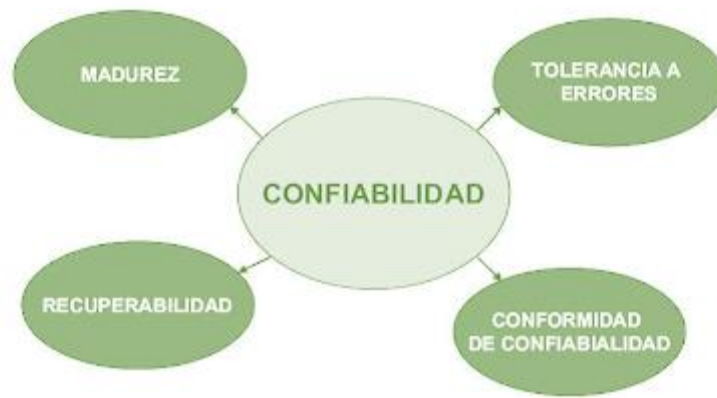 MADUREZ
TOLERANCIA A
ERRORES
CONFIABILIDAD
RECUPERABILIDAD
CONFORMIDAD
DE CONFIABIALIDAD